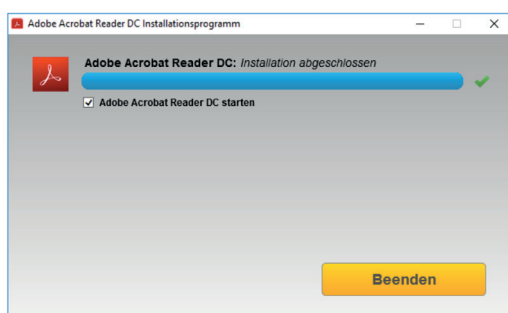 Adobe Acrobat Reader DC Installationsprogramm
Adobe Acrobat Reader DC: Installation abgeschlossen
Adobe Acrobat Reader DC starten
Beenden